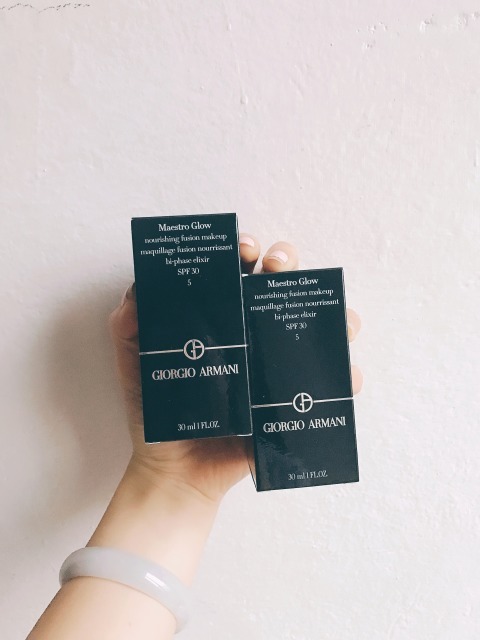 Maestro Glow
nourishing fusion makeup
maquillage fusion nourrissant
bi-phase elixir
SPF 30
5
GIORGIO ARMANI
30 ml 1 FL.OZ.
Maestro Glow
nourishing fusion makeup
maquillage fusion nourrissant
bi-phase elixir
SPF 30
5
GIORGIO ARMANI
30 ml 1 FL.OZ.